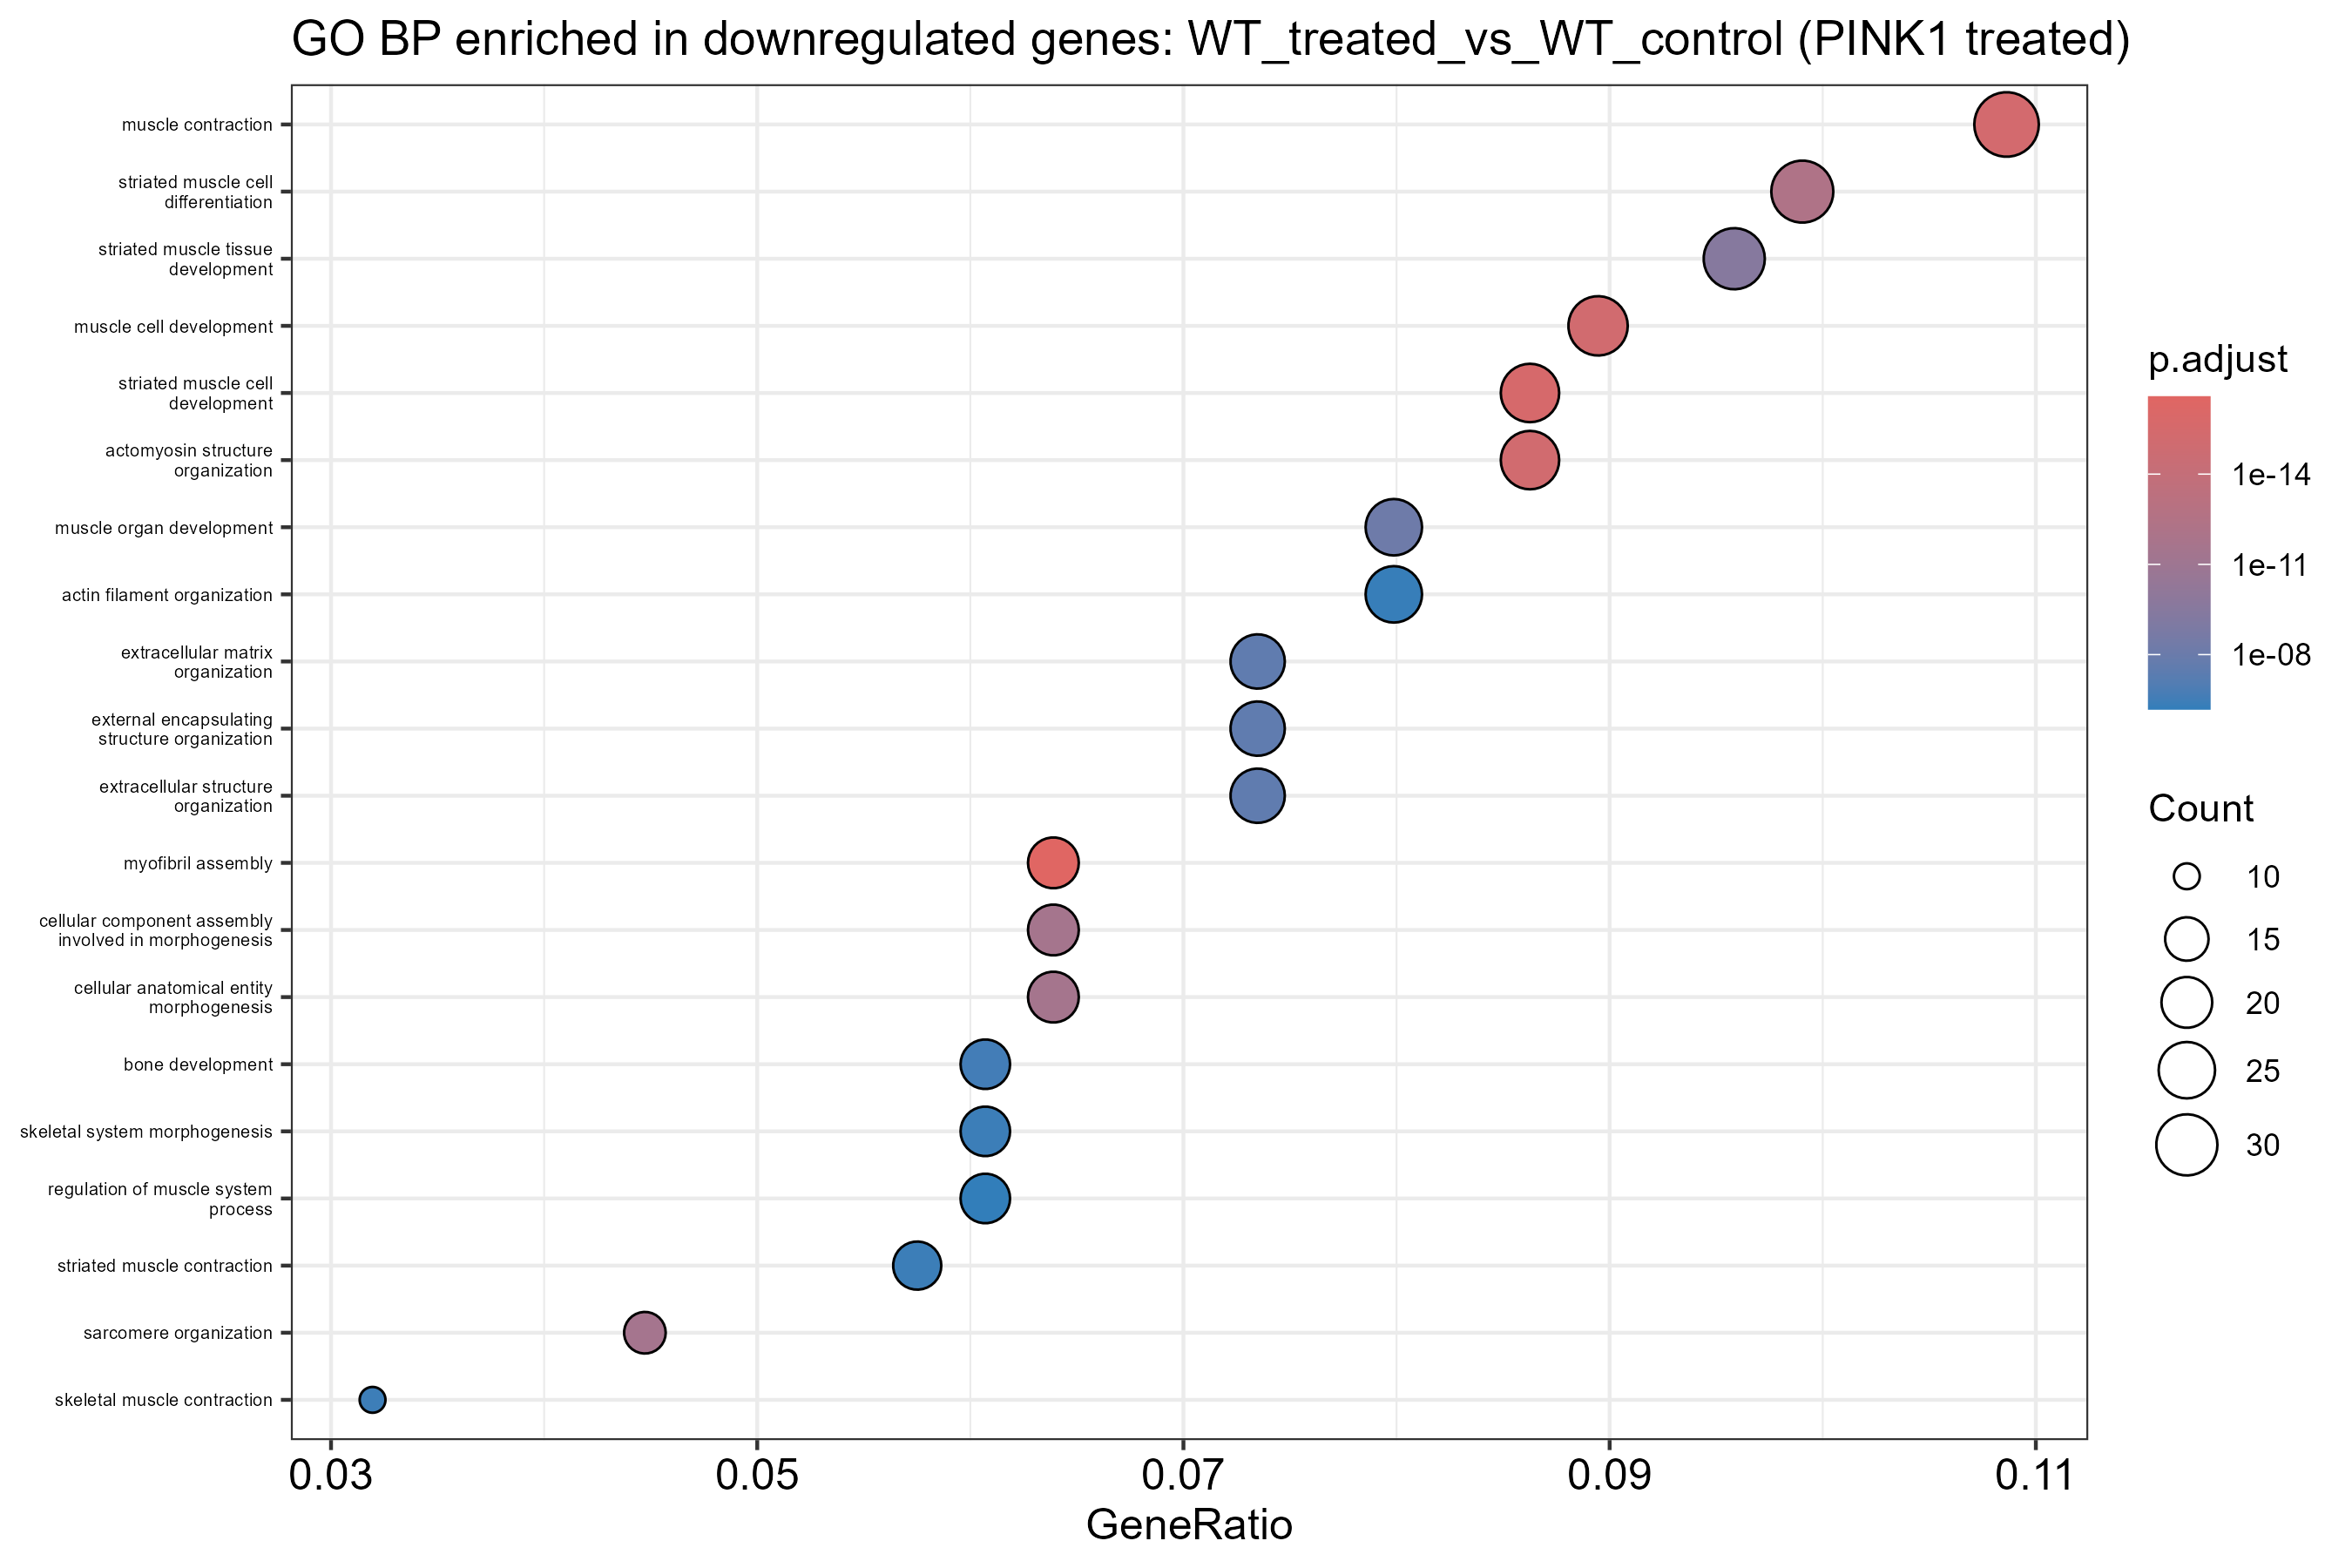 GO BP enriched in downregulated genes: WT_treated_vs_WT_control (PINK1 treated)
muscle contraction
striated muscle cell
differentiation
striated muscle tissue
development
muscle cell development
striated muscle cell
development
actomyosin structure
organization
muscle organ development
actin filament organization
extracellular matrix
organization
external encapsulating
structure organization
extracellular structure
organization
myofibril assembly
cellular component assembly
involved in morphogenesis
cellular anatomical entity
morphogenesis
bone development
skeletal system morphogenesis
regulation of muscle system
process
striated muscle contraction
sarcomere organization
skeletal muscle contraction
0.03 0.05 0.07 0.09 0.11
GeneRatio
p.adjust
1e-14
1e-11
1e-08
Count
10
15
20
25
30